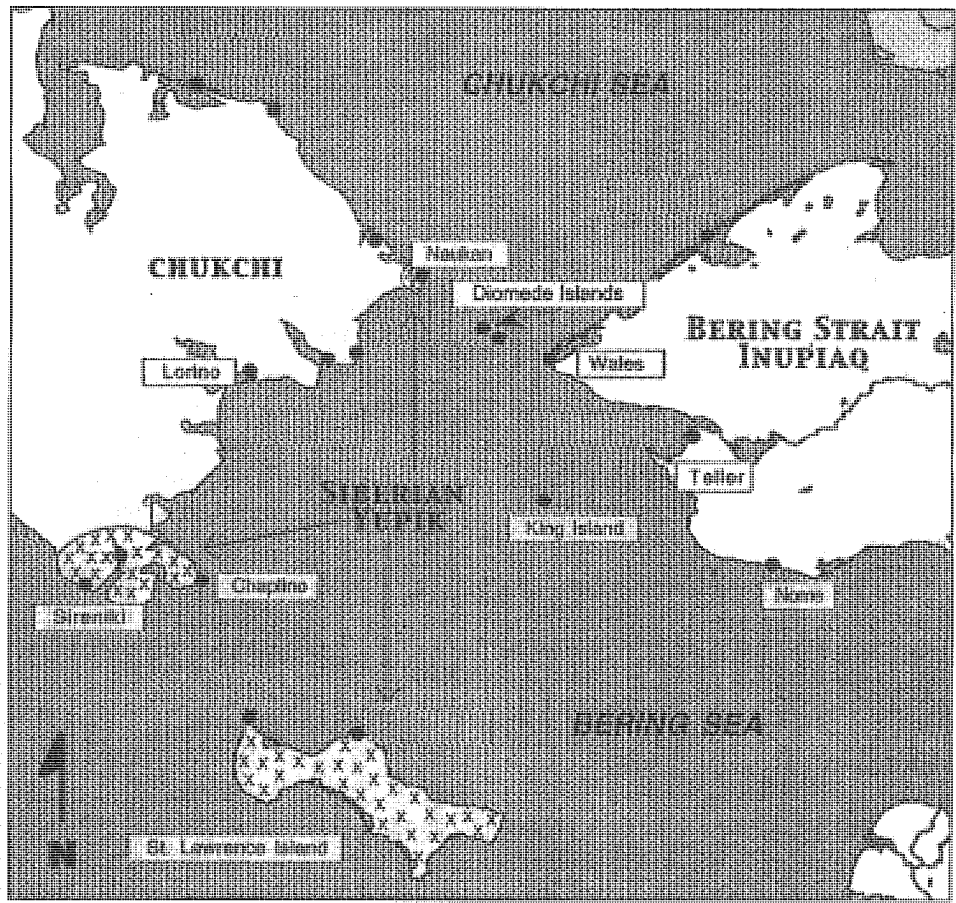 CHUKCHI SEA
Naukan
CHUKCHI
Diomede Islands
BERING STRAIT
INUPIAQ
Wales
Lorino
Teller
SIBERIAN
YUPIK
King Island
Chaplino
Nome
Sireniki
BERING SEA
St. Lawrence Island
N